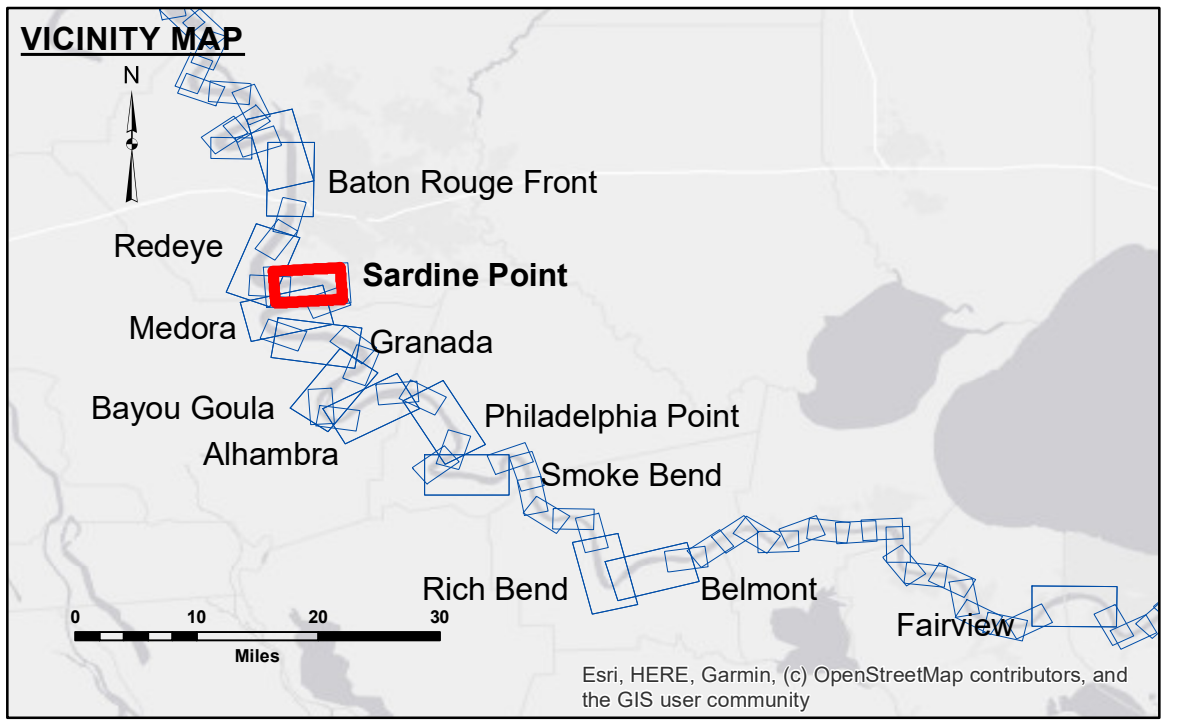 VICINITY MAP
N
Baton Rouge Front
Redeye
Sardine Point
Medora
Granada
Bayou Goula
Philadelphia Point
Alhambra
Smoke Bend
Rich Bend
Belmont
Fairview
0 10 20 30
Miles
Esri, HERE, Garmin, (c) OpenStreetMap contributors, and
the GIS user community